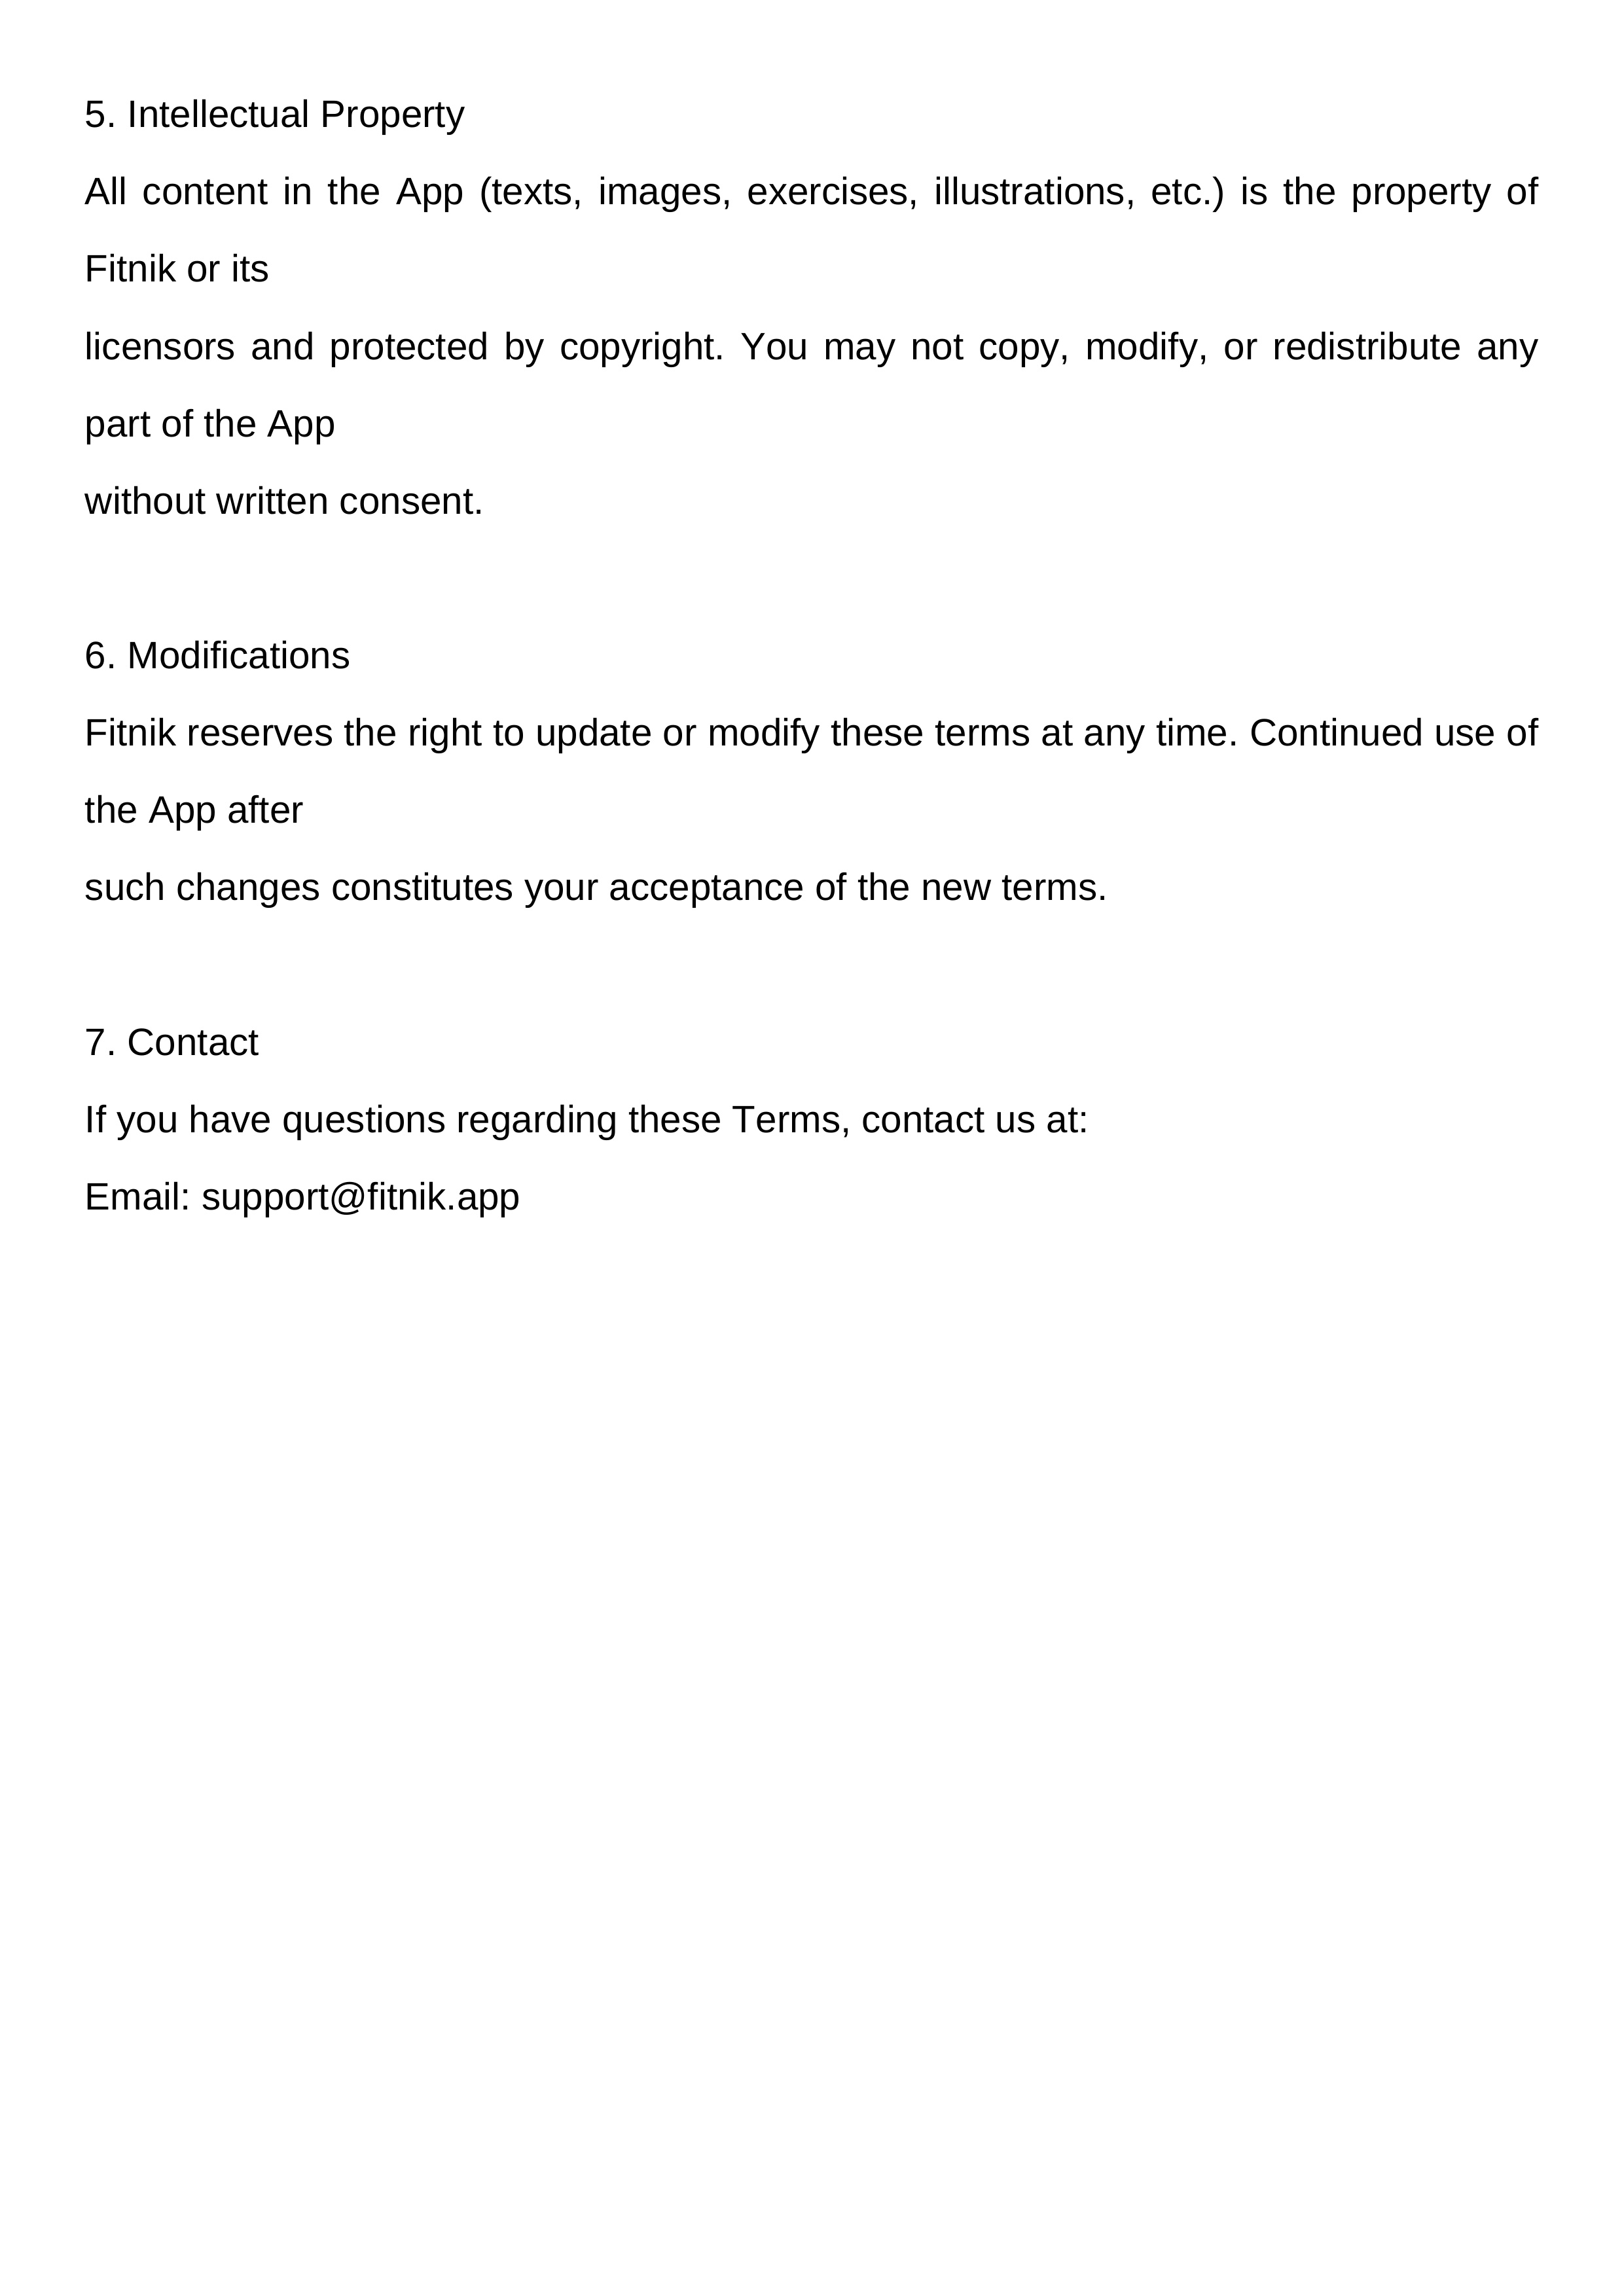 5. Intellectual Property
All content in the App (texts, images, exercises, illustrations, etc.) is the property of
Fitnik or its
licensors and protected by copyright. You may not copy, modify, or redistribute any
part of the App
without written consent.
6. Modifications
Fitnik reserves the right to update or modify these terms at any time. Continued use of
the App after
such changes constitutes your acceptance of the new terms.
7. Contact
If you have questions regarding these Terms, contact us at:
Email: support@fitnik.app